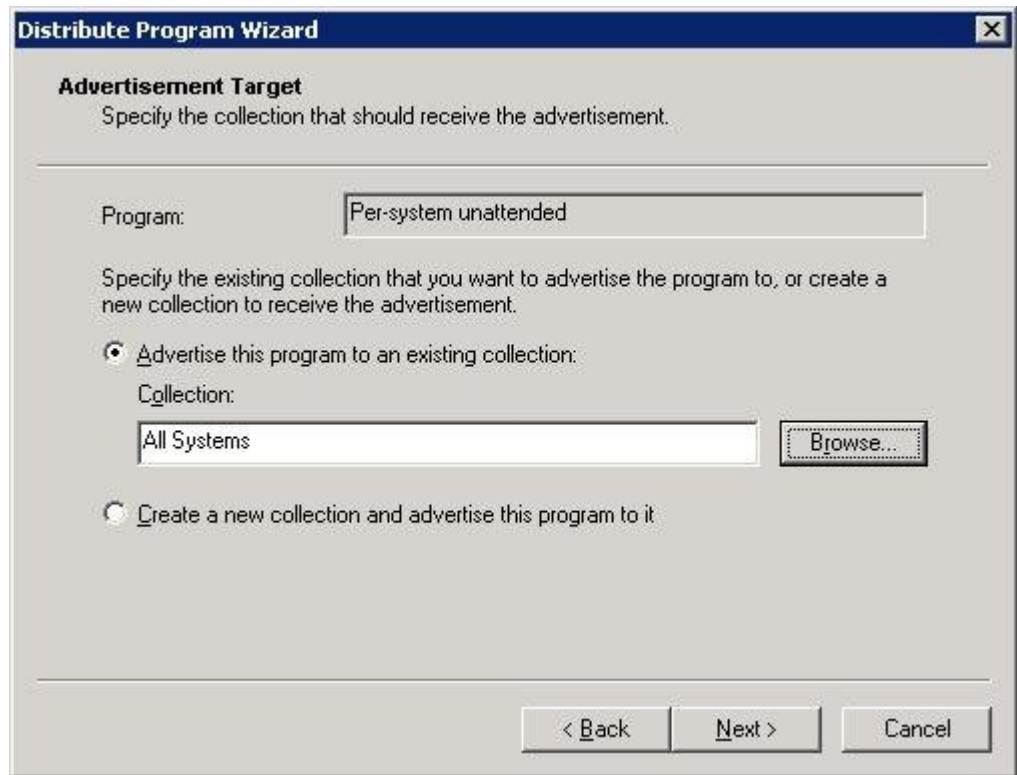 Distribute Program Wizard
Advertisement Target
Specify the collection that should receive the advertisement.
Program:
Per-system unattended
Specify the existing collection that you want to advertise the program to, or create a
new collection to receive the advertisement.
Advertise this program to an existing collection:
Collection:
All Systems
Browse...
Create a new collection and advertise this program to it
< Back
Next >
Cancel